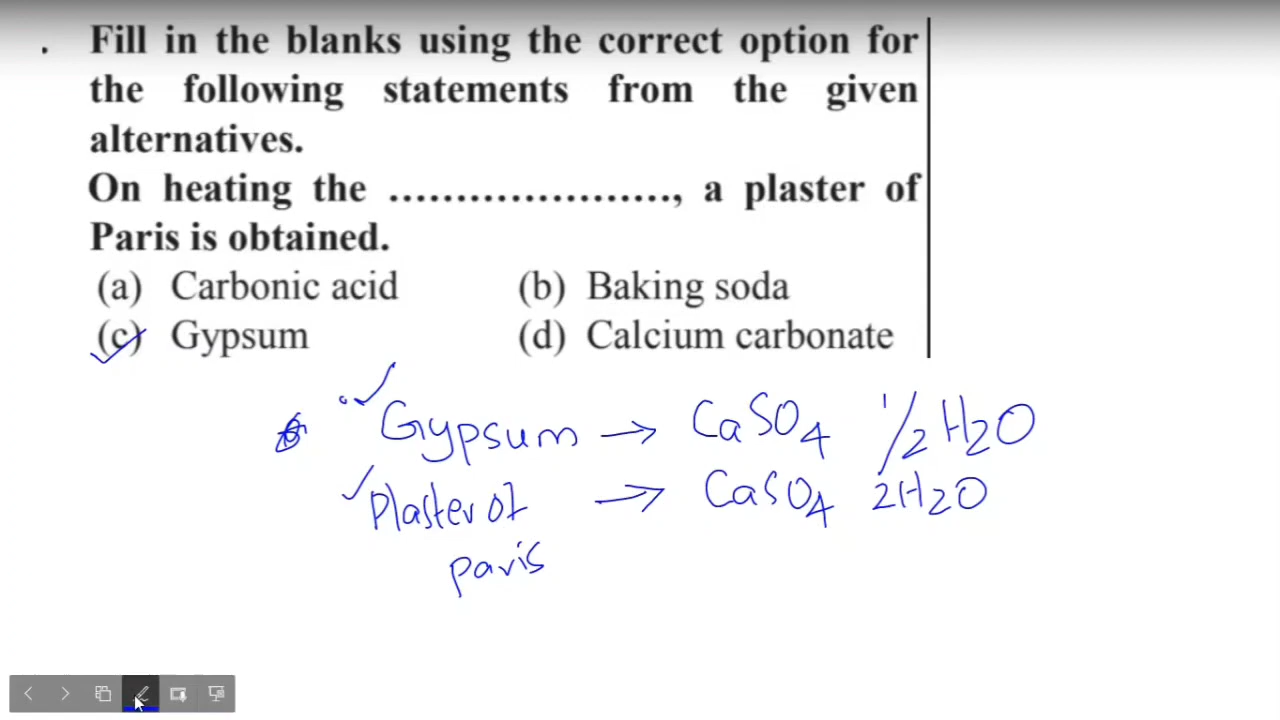 . Fill in the blanks using the correct option for
the following statements from the given
alternatives.
On heating the ......................, a plaster of
Paris is obtained.
(a) Carbonic acid (b) Baking soda
(c) Gypsum (d) Calcium carbonate
Gypsum → CaSO4 1/2 H2O
Plaster of → CaSO4 2H2O
paris